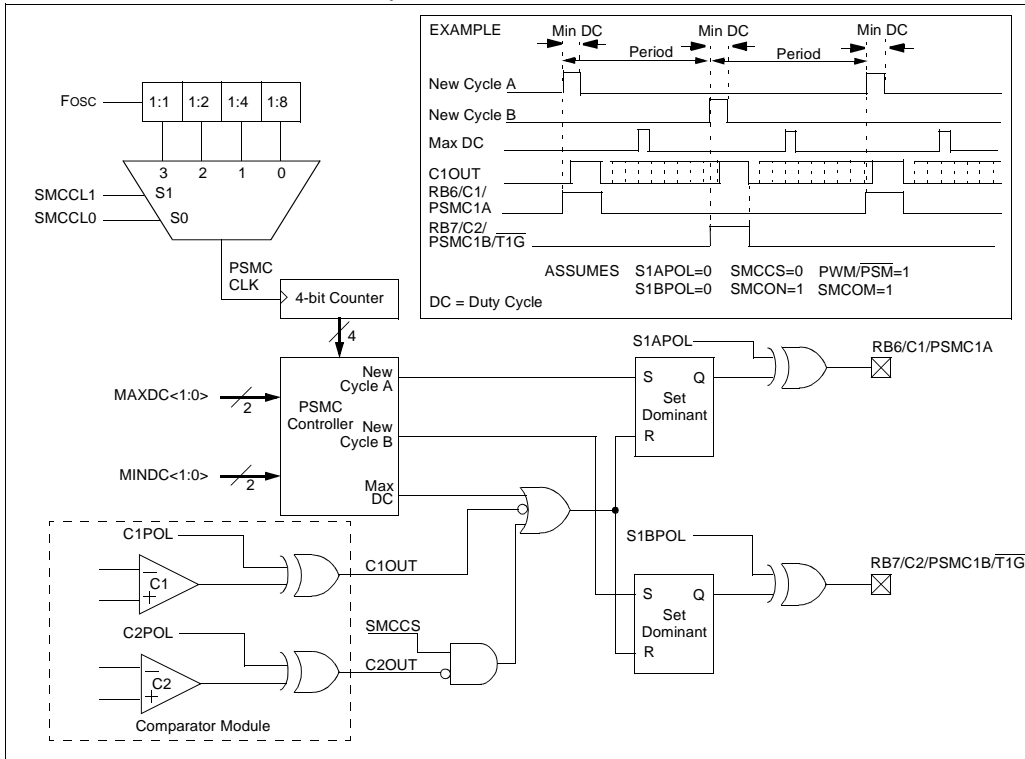 EXAMPLE
Min DC
Min DC
Min DC
Period
Period
New Cycle A
New Cycle B
Max DC
C1OUT
RB6/C1/
PSMC1A
RB7/C2/
PSMC1B/T1G
ASSUMES S1APOL=0 SMCCS=0 PWM/PSM=1
S1BPOL=0 SMCON=1 SMCOM=1
DC = Duty Cycle
FOSC
1:1 1:2 1:4 1:8
3 2 1 0
SMCCL1
S1
SMCCL0
S0
PSMC
CLK
4-bit Counter
4
MAXDC<1:0>
2
MINDC<1:0>
2
PSMC
Controller
New
Cycle A
New
Cycle B
Max
DC
S1APOL
S Q
Set
Dominant
R
RB6/C1/PSMC1A
S1BPOL
S Q
Set
Dominant
R
RB7/C2/PSMC1B/T1G
C1POL
C1
C1OUT
C2POL
C2
C2OUT
SMCCS
Comparator Module